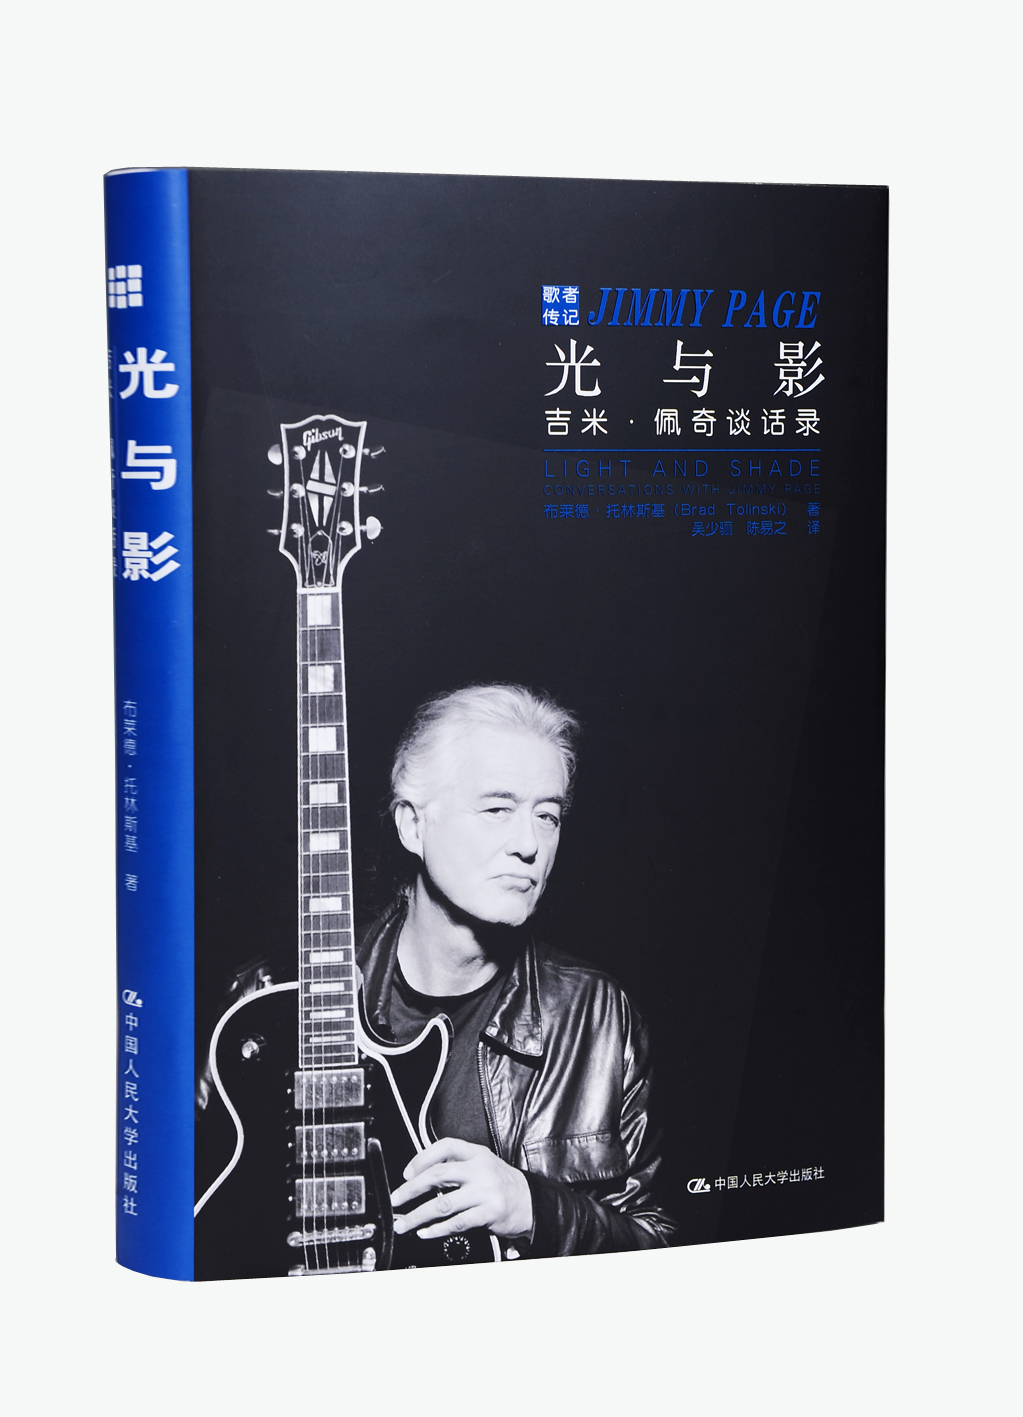 歌者
传记
JIMMY PAGE
光与影
吉米·佩奇谈话录
LIGHT AND SHADE
CONVERSATIONS WITH JIMMY PAGE
布莱德·托林斯基（Brad Tolinski） 著
吴少骊 陈易之 译
Gibson
中国人民大学出版社
光与影
布莱德·托林斯基 著
中国人民大学出版社